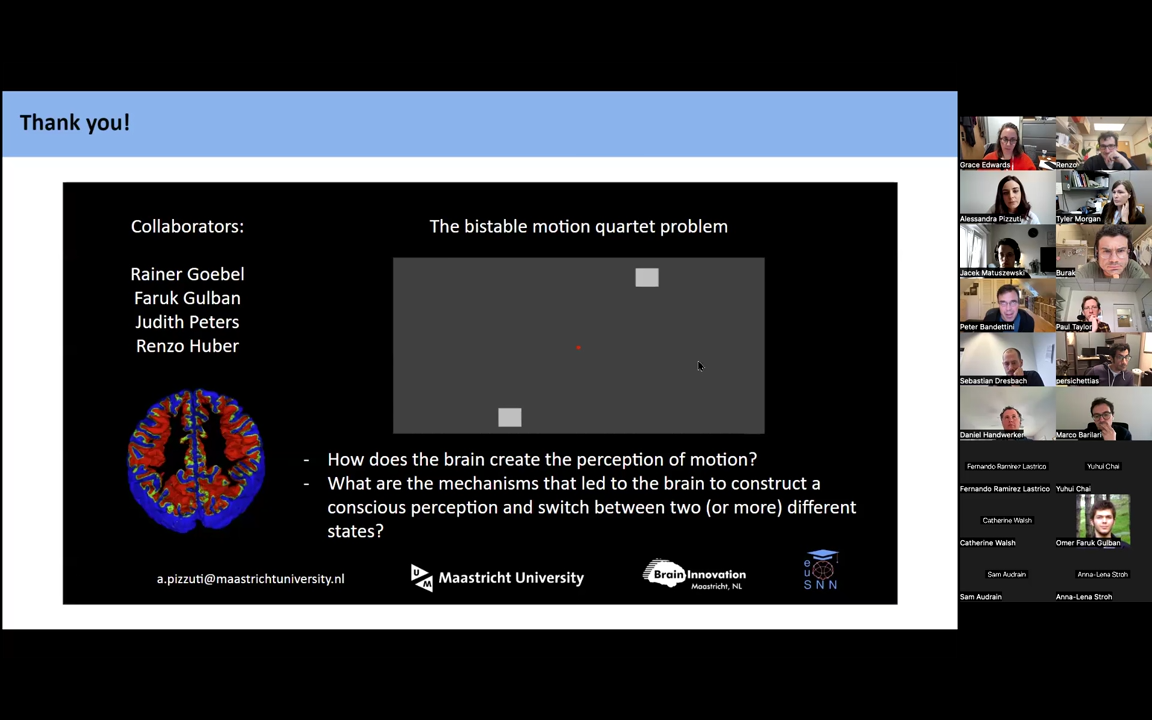 Thank you!
Collaborators:
Rainer Goebel
Faruk Gulban
Judith Peters
Renzo Huber
The bistable motion quartet problem
- How does the brain create the perception of motion?
- What are the mechanisms that led to the brain to construct a
conscious perception and switch between two (or more) different
states?
a.pizzuti@maastrichtuniversity.nl
UM Maastricht University
Brain Innovation
Maastricht, NL
eu SNN
Grace Edwards
Renzo
Alessandra Pizzuti
Tyler Morgan
Jacek Matuszewski
Burak
Peter Bandettini
Paul Taylor
Sebastian Dresbach
persichettias
Daniel Handwerker
Marco Barilari
Fernando Ramirez Lastrico
Yuhui Chai
Fernando Ramirez Lastrico
Yuhui Chai
Catherine Walsh
Catherine Walsh
Omer Faruk Gulban
Sam Audrain
Anna-Lena Stroh
Sam Audrain
Anna-Lena Stroh